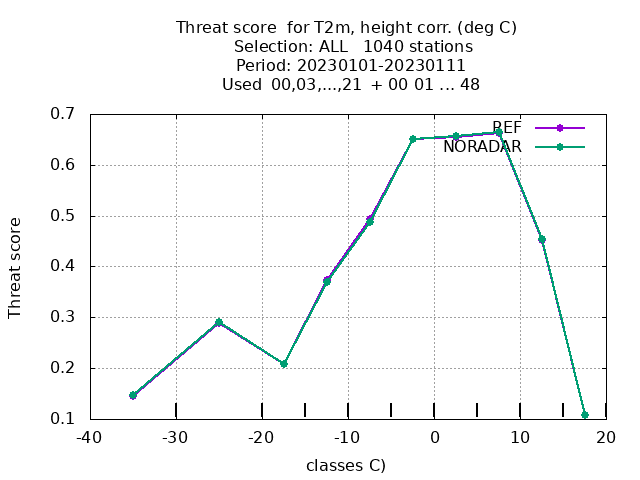 Threat score for T2m, height corr. (deg C)
Selection: ALL 1040 stations
Period: 20230101-20230111
Used 00,03,...,21 + 00 01 ... 48
REF
NORADAR
Threat score
0.7
0.6
0.5
0.4
0.3
0.2
0.1
-40 -30 -20 -10 0 10 20
classes C)